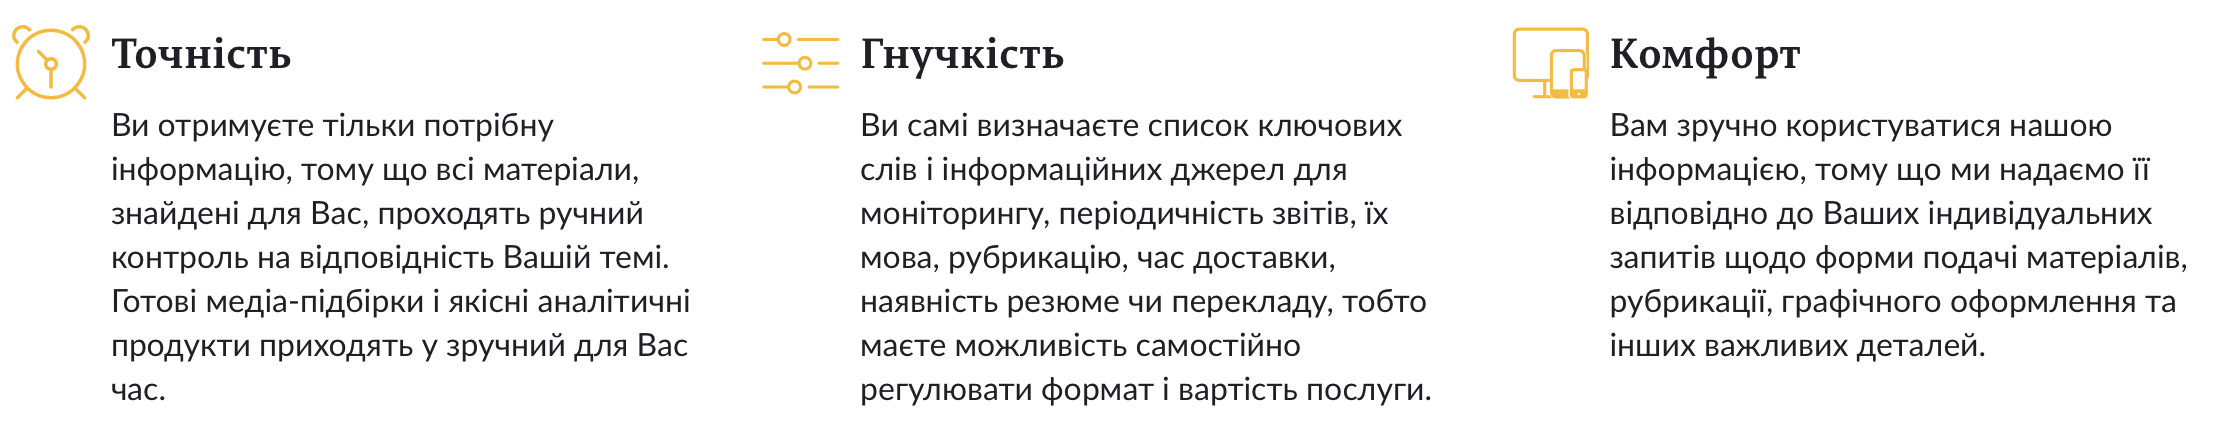 Точність
Ви отримуєте тільки потрібну
інформацію, тому що всі матеріали,
знайдені для Вас, проходять ручний
контроль на відповідність Вашій темі.
Готові медіа-підбірки і якісні аналітичні
продукти приходять у зручний для Вас
час.
Гнучкість
Ви самі визначаєте список ключових
слів і інформаційних джерел для
моніторингу, періодичність звітів, їх
мова, рубрикацію, час доставки,
наявність резюме чи перекладу, тобто
маєте можливість самостійно
регулювати формат і вартість послуги.
Комфорт
Вам зручно користуватися нашою
інформацією, тому що ми надаємо її
відповідно до Ваших індивідуальних
запитів щодо форми подачі матеріалів,
рубрикації, графічного оформлення та
інших важливих деталей.